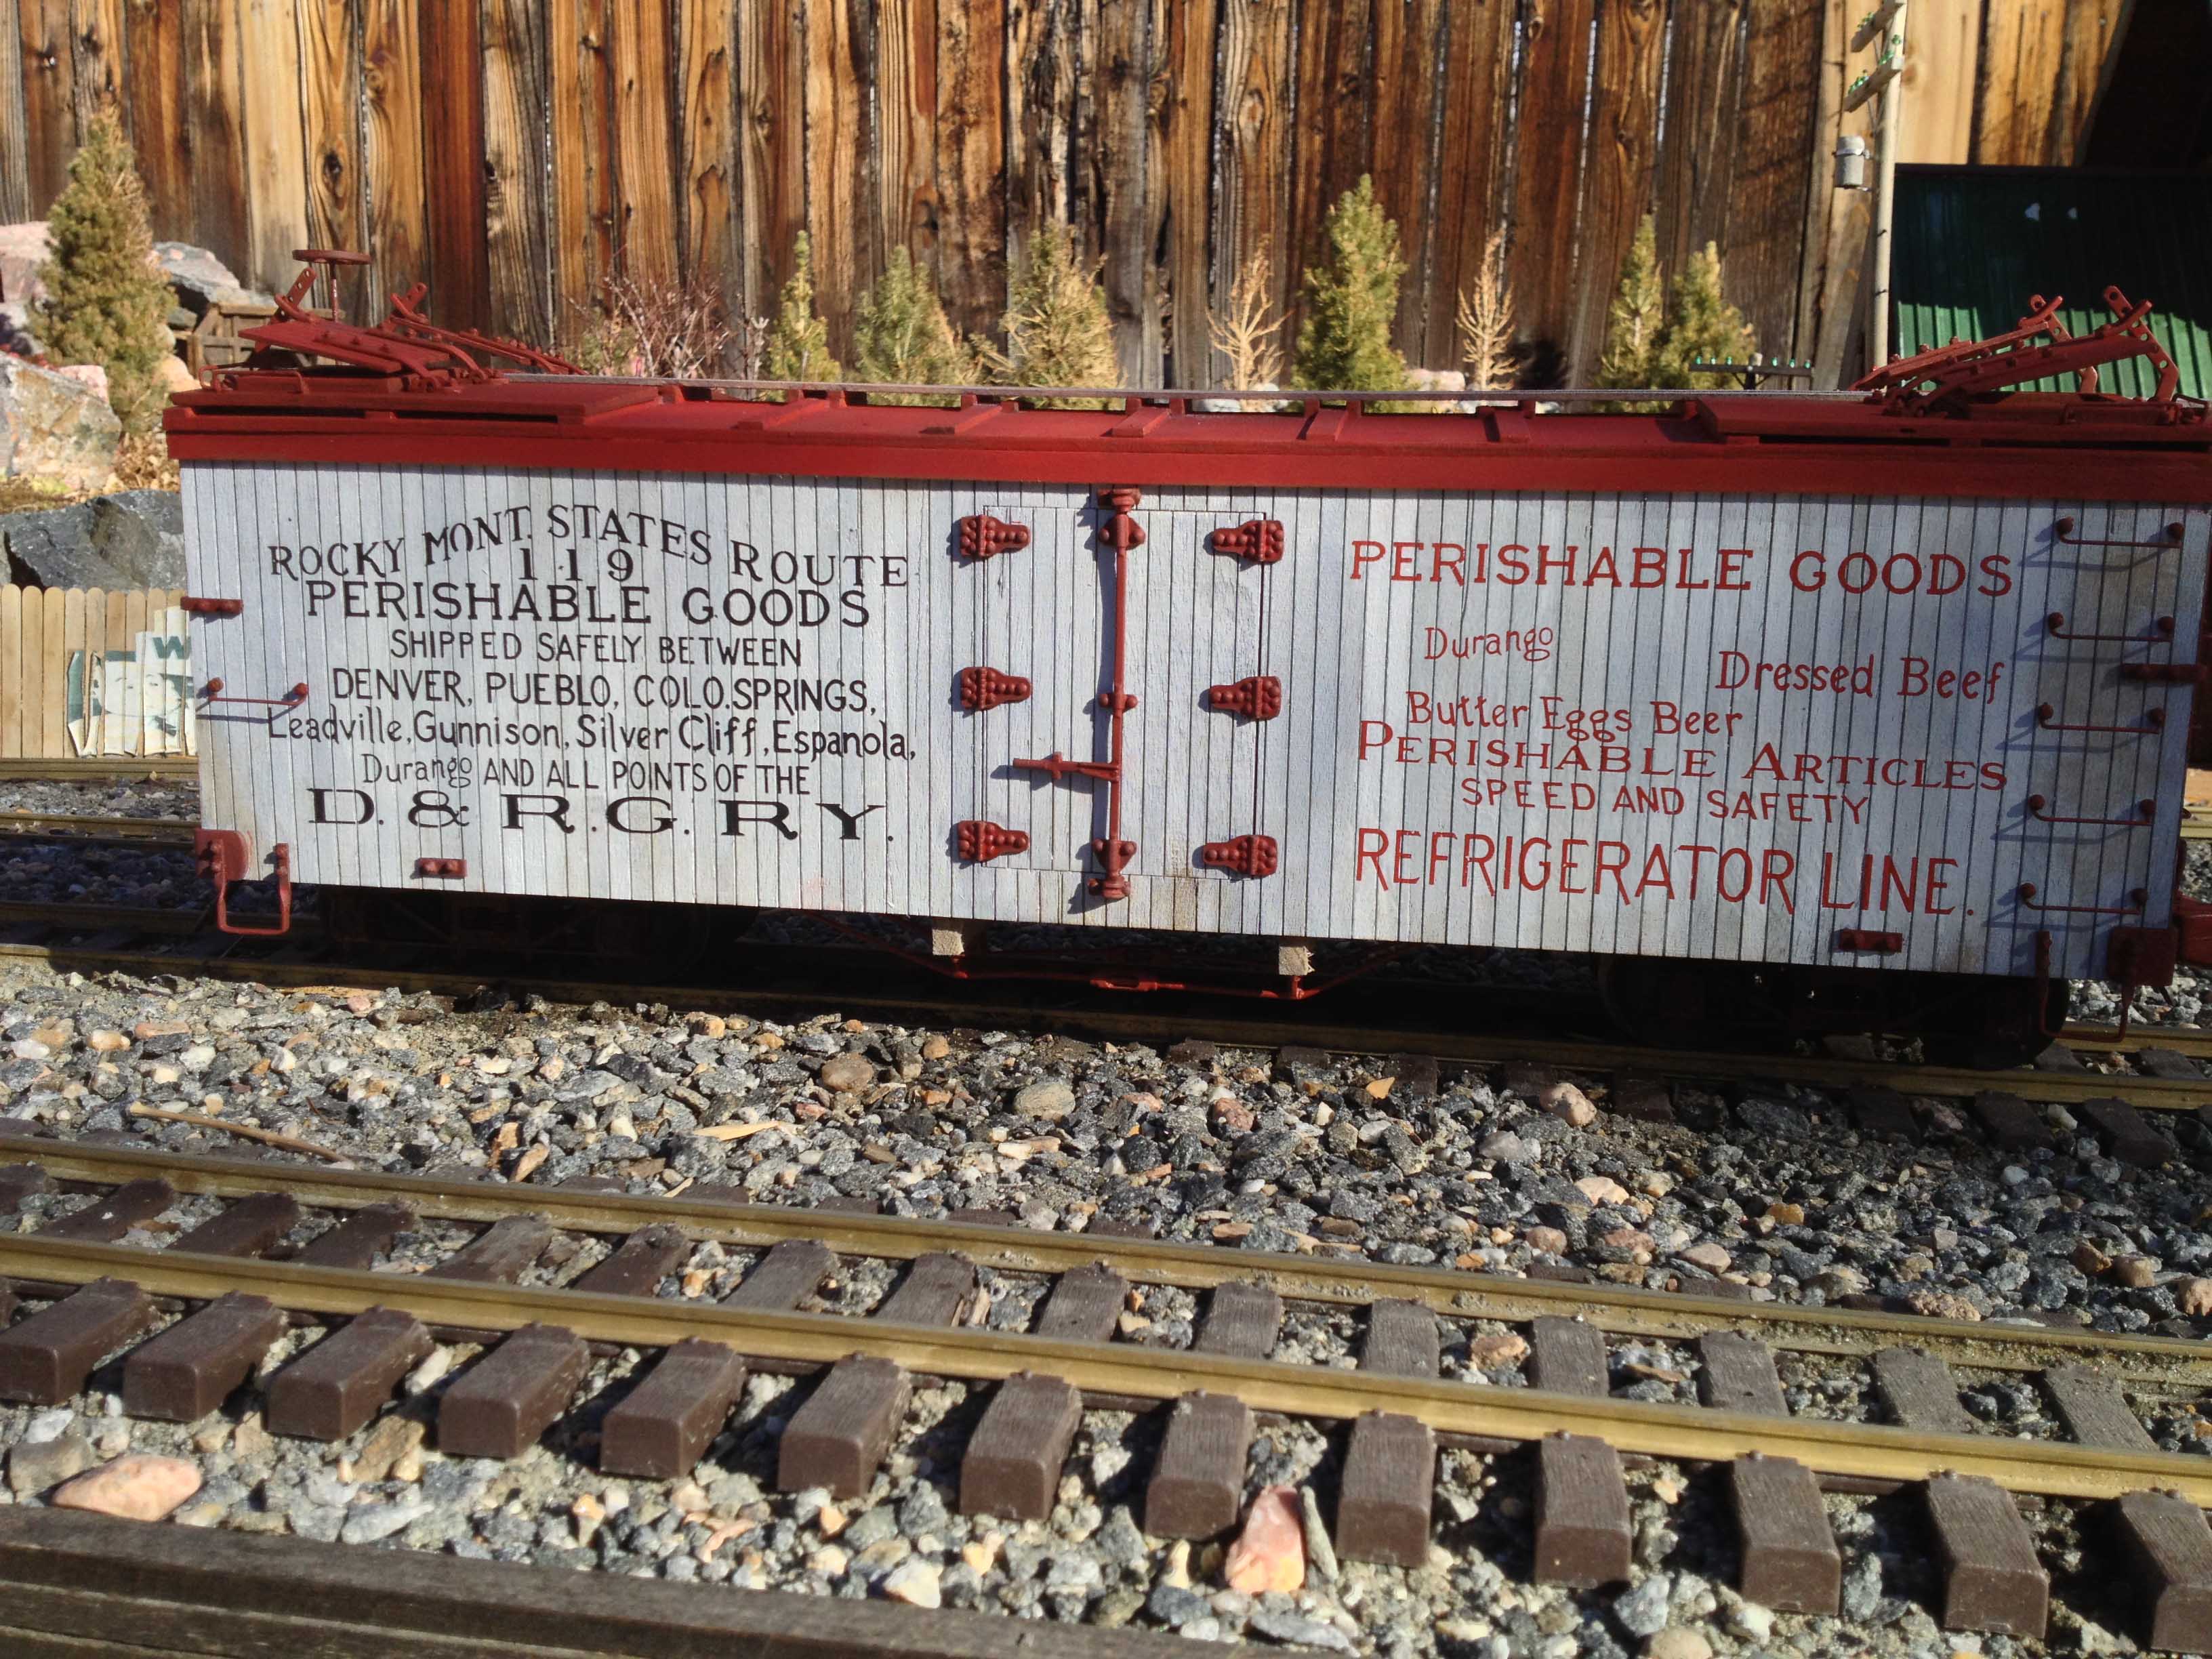 ROCKY MONT. STATES ROUTE
119
PERISHABLE GOODS
SHIPPED SAFELY BETWEEN
DENVER, PUEBLO, COLO.SPRINGS,
Leadville, Gunnison, Silver Cliff, Espanola,
Durango AND ALL POINTS OF THE
D. & R.G. RY.
PERISHABLE GOODS
Durango
Dressed Beef
Butter Eggs Beer
PERISHABLE ARTICLES
SPEED AND SAFETY
REFRIGERATOR LINE.
W